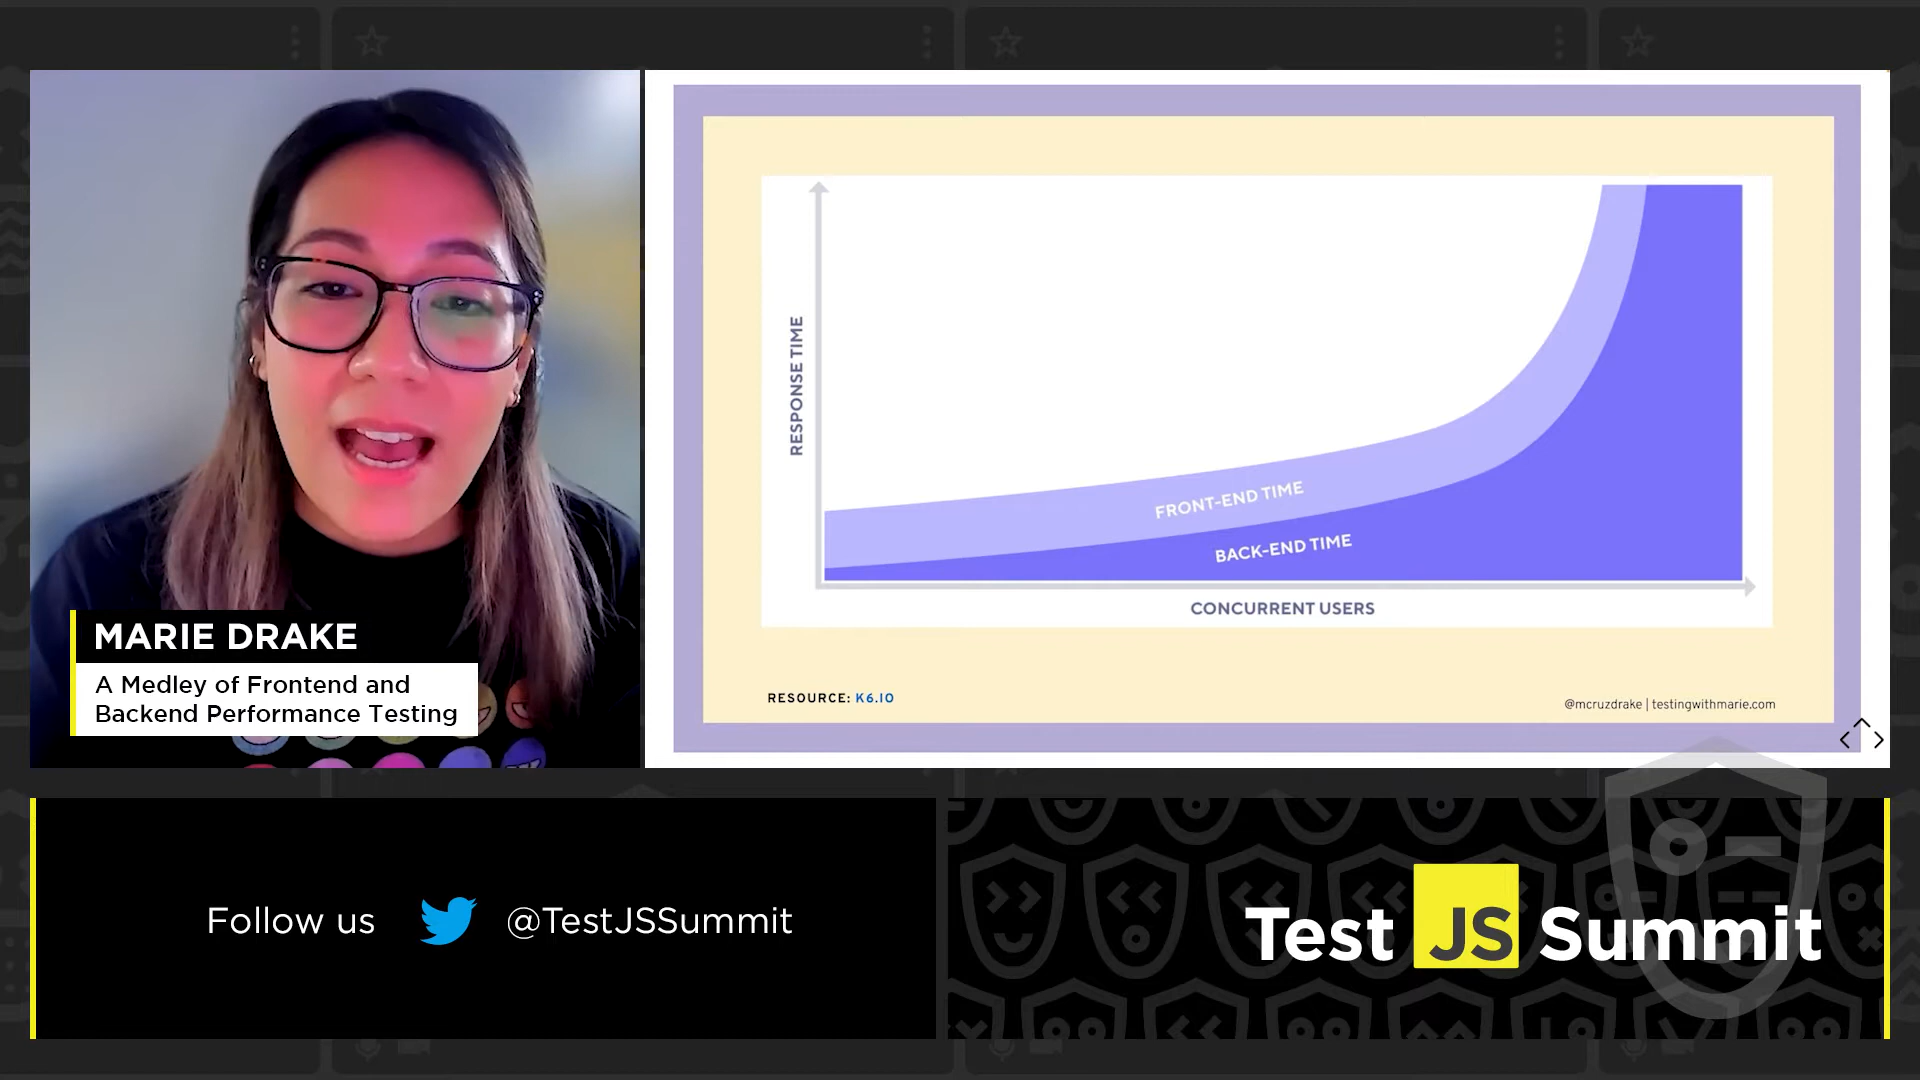 RESPONSE TIME
FRONT-END TIME
BACK-END TIME
CONCURRENT USERS
RESOURCE: K6.IO
@mcruzdrake | testingwithmarie.com
MARIE DRAKE
A Medley of Frontend and
Backend Performance Testing
Follow us @TestJSSummit
Test JS Summit